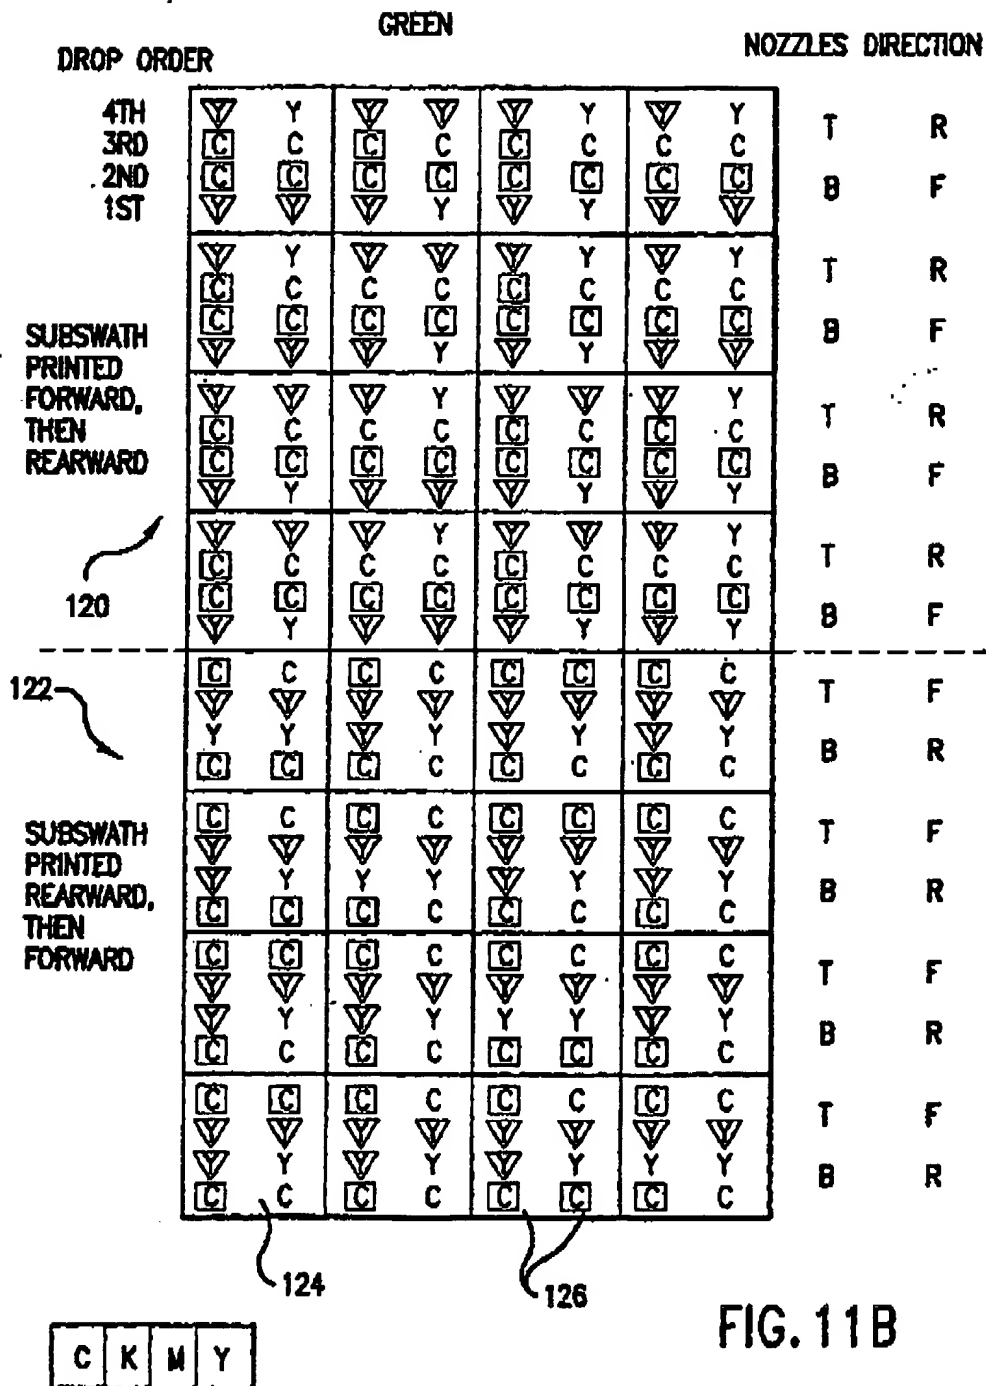 GREEN
DROP ORDER NOZZLES DIRECTION
4TH Y Y Y Y Y Y Y Y T R
3RD C C C C C C C C
2ND C C C C C C C C B F
1ST Y Y Y Y Y Y Y Y
Y Y Y Y Y Y Y Y T R
C C C C C C C C
SUBSWATH C C C C C C C C B F
PRINTED Y Y Y Y Y Y Y Y
FORWARD, Y Y Y Y Y Y Y Y T R
THEN C C C C C C C C
REARWARD C C C C C C C C B F
Y Y Y Y Y Y Y Y
Y Y Y Y Y Y Y Y T R
C C C C C C C C
120 C C C C C C C C B F
Y Y Y Y Y Y Y Y
122 C C C C C C C C T F
Y Y Y Y Y Y Y Y
Y Y Y Y Y Y Y Y B R
C C C C C C C C
SUBSWATH C C C C C C C C T F
PRINTED Y Y Y Y Y Y Y Y
REARWARD, Y Y Y Y Y Y Y Y B R
THEN C C C C C C C C
FORWARD C C C C C C C C T F
Y Y Y Y Y Y Y Y
Y Y Y Y Y Y Y Y B R
C C C C C C C C
C C C C C C C C T F
Y Y Y Y Y Y Y Y
Y Y Y Y Y Y Y Y B R
C C C C C C C C
124 126
FIG. 11B
C K M Y